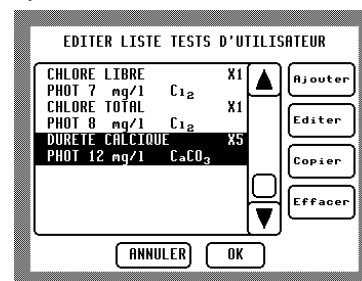 EDITER LISTE TESTS D'UTILISATEUR
CHLORE LIBRE X1
PHOT 7 mg/l Cl₂
CHLORE TOTAL X1
PHOT 8 mg/l Cl₂
DURETE CALCIQUE X5
PHOT 12 mg/l CaCO₃
Ajouter
Editer
Copier
Effacer
ANNULER OK